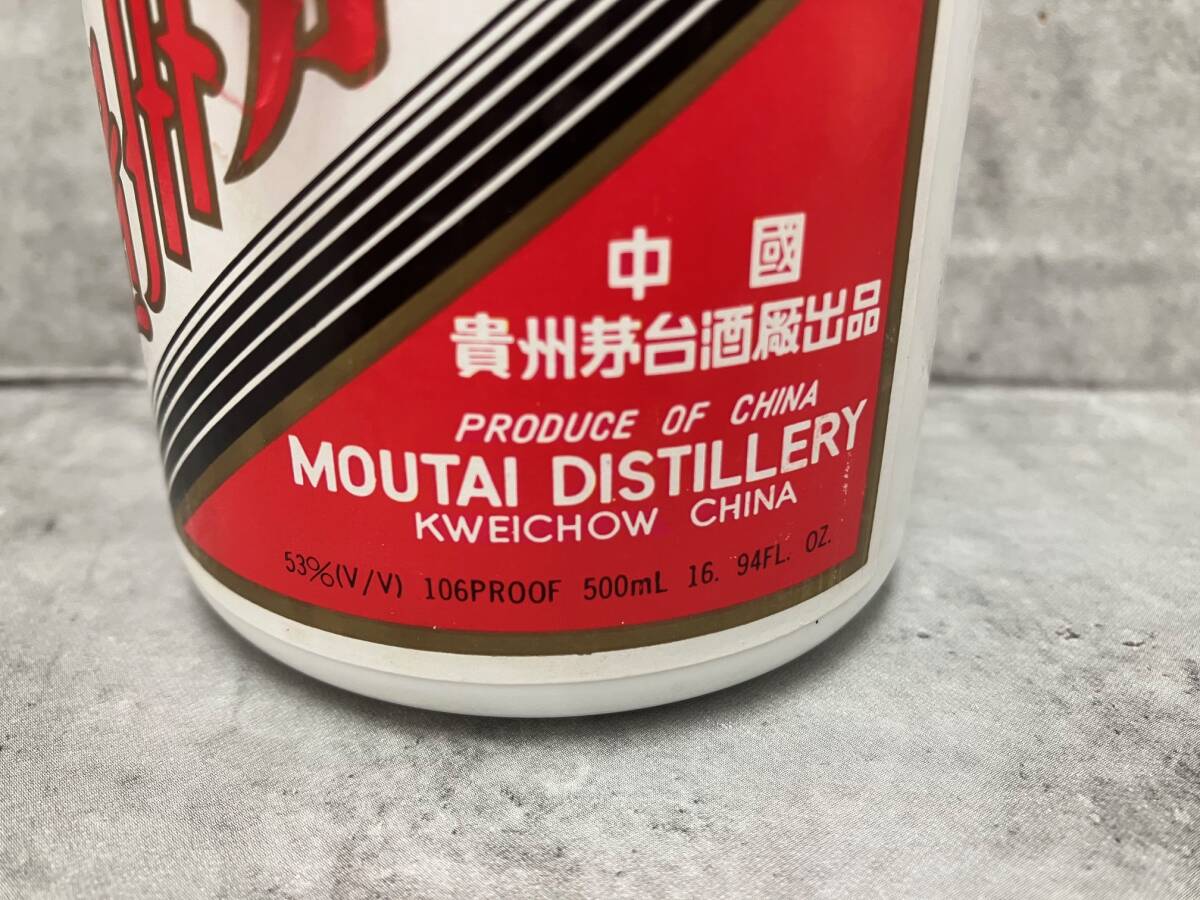 中國
貴州茅台酒厰出品
PRODUCE OF CHINA
MOUTAI DISTILLERY
KWEICHOW CHINA
53%(V/V) 106PROOF 500mL 16. 94FL. OZ.